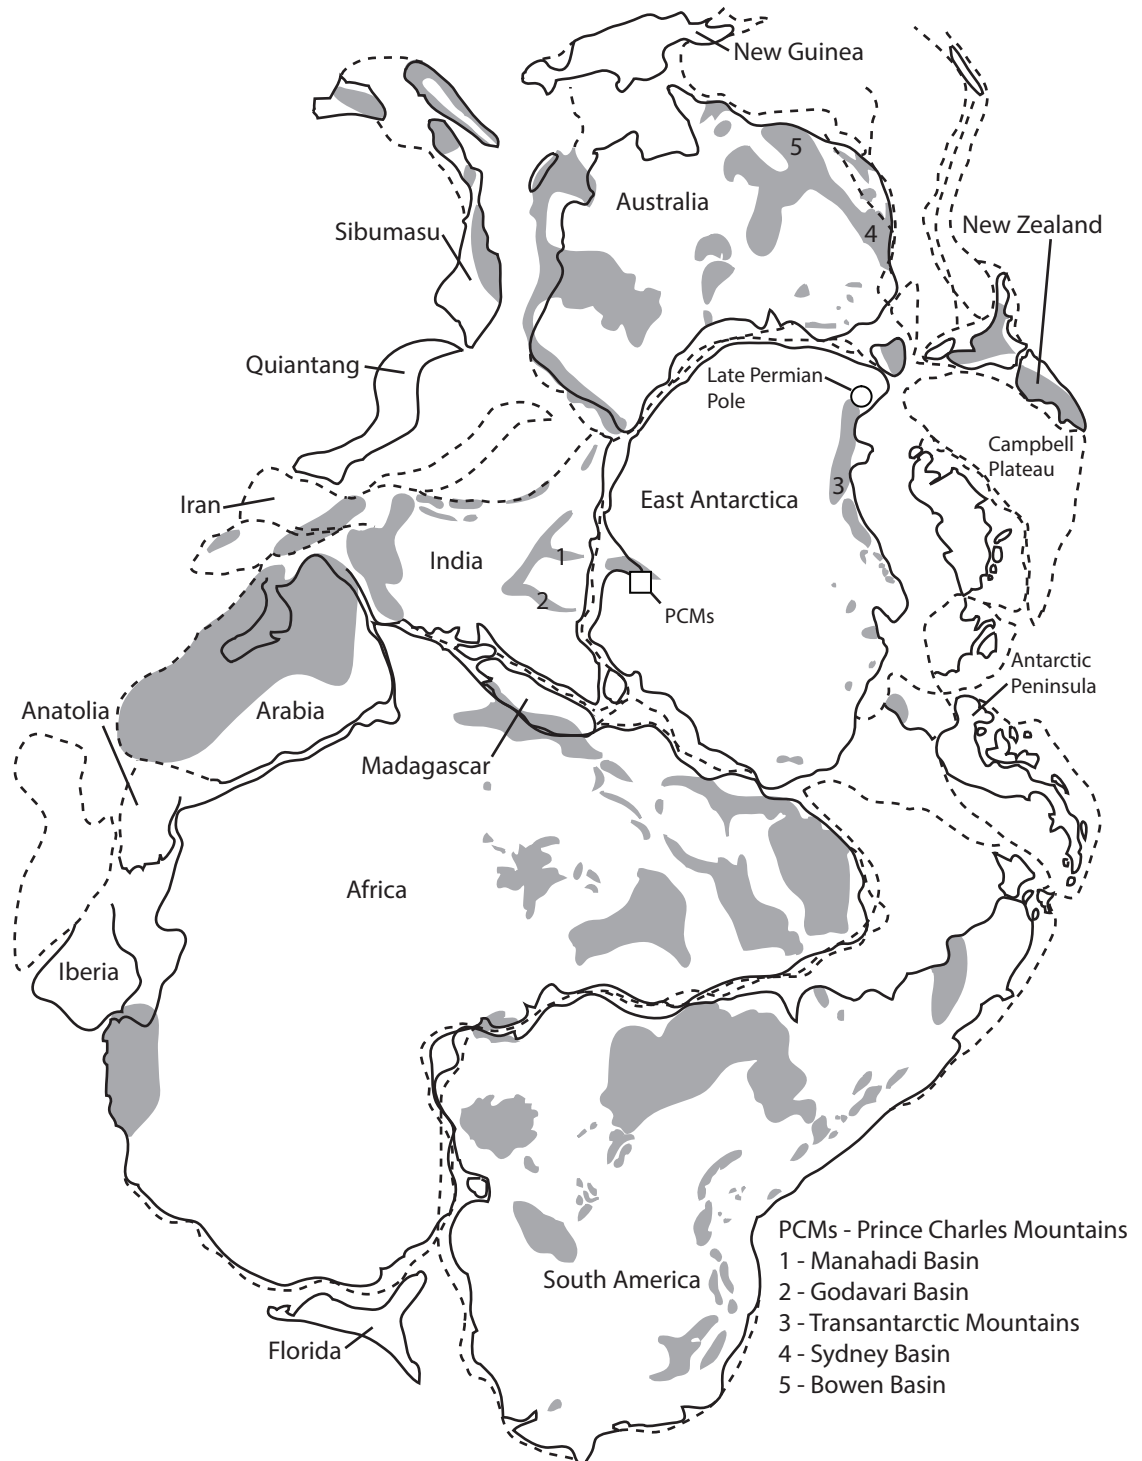 New Guinea
5
Australia
Sibumasu
4
New Zealand
Quiantang
Late Permian
Pole
Campbell
Plateau
3
East Antarctica
Iran
India
1
2
PCMs
Antarctic
Peninsula
Anatolia
Arabia
Madagascar
Africa
Iberia
PCMs - Prince Charles Mountains
1 - Manahadi Basin
2 - Godavari Basin
3 - Transantarctic Mountains
4 - Sydney Basin
5 - Bowen Basin
South America
Florida